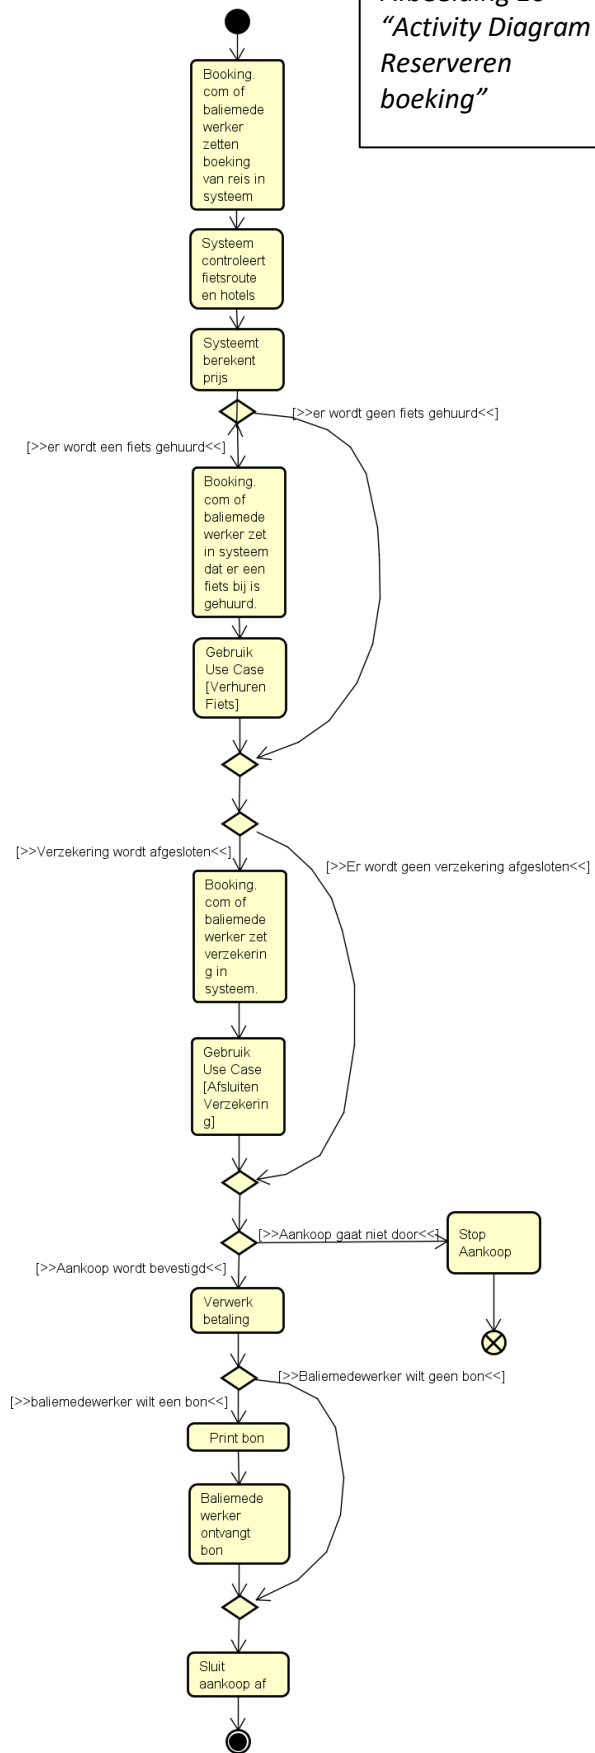 “Activity Diagram
Reserveren
boeking”
Booking.
com of
baliemede
werker
zetten
boeking
van reis in
systeem
Systeem
controleert
fietsroute
en hotels
Systeemt
berekent
prijs
[>>er wordt geen fiets gehuurd<<]
[>>er wordt een fiets gehuurd<<]
Booking.
com of
baliemede
werker zet
in systeem
dat er een
fiets bij is
gehuurd.
Gebruik
Use Case
[Verhuren
Fiets]
[>>Verzekering wordt afgesloten<<]
[>>Er wordt geen verzekering afgesloten<<]
Booking.
com of
baliemede
werker zet
verzekerin
g in
systeem.
Gebruik
Use Case
[Afsluiten
Verzekerin
g]
[>>Aankoop gaat niet door<<]
Stop
Aankoop
[>>Aankoop wordt bevestigd<<]
Verwerk
betaling
[>>Baliemedewerker wilt geen bon<<]
[>>baliemedewerker wilt een bon<<]
Print bon
Baliemede
werker
ontvangt
bon
Sluit
aankoop af